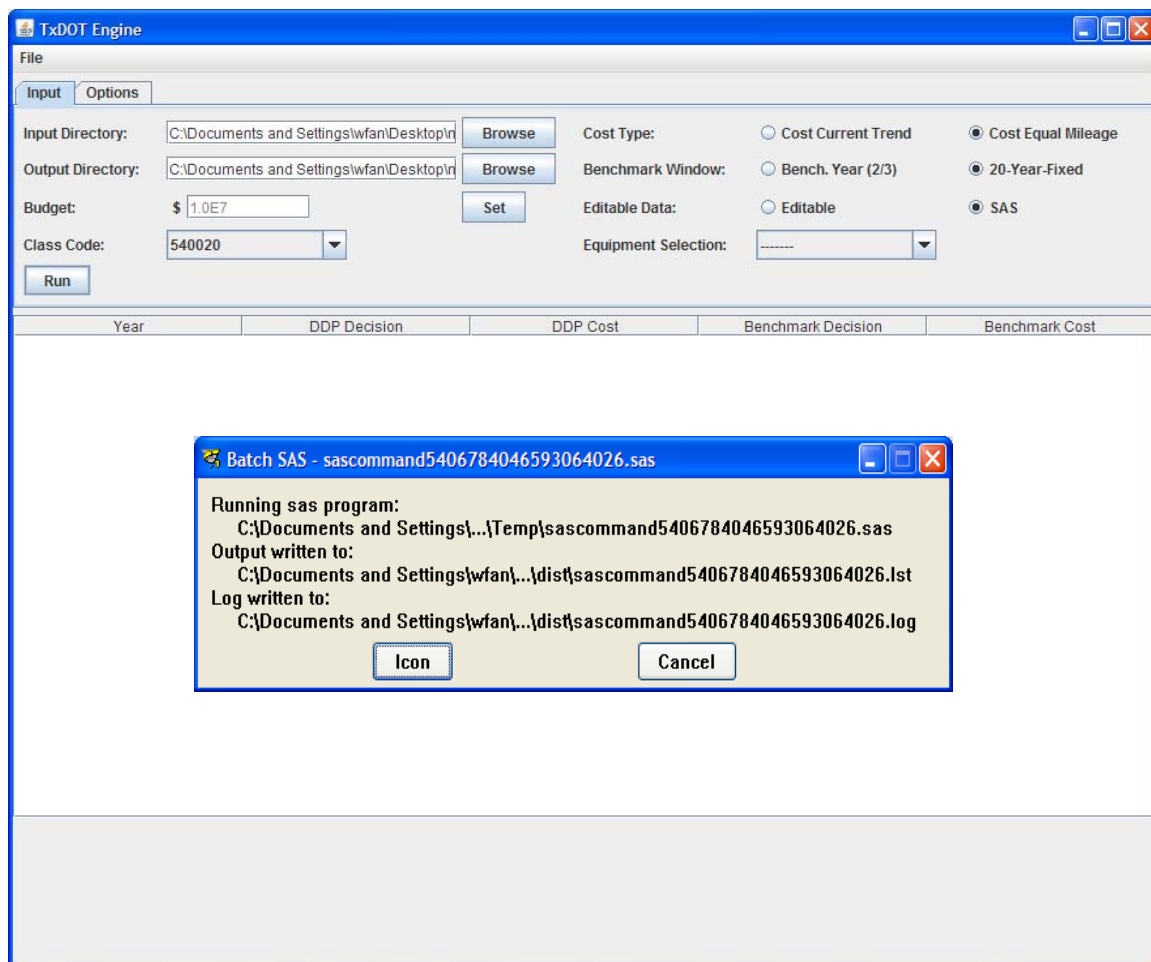 TxDOT Engine
File
Input Options
Input Directory: C:\Documents and Settings\wfan\Desktop\n Browse Cost Type: Cost Current Trend Cost Equal Mileage
Output Directory: C:\Documents and Settings\wfan\Desktop\n Browse Benchmark Window: Bench. Year (2/3) 20-Year-Fixed
Budget: $ 1.0E7 Set Editable Data: Editable SAS
Class Code: 540020 Equipment Selection: -------
Run
Year DDP Decision DDP Cost Benchmark Decision Benchmark Cost
Batch SAS - sascommand5406784046593064026.sas
Running sas program:
C:\Documents and Settings\...\Temp\sascommand5406784046593064026.sas
Output written to:
C:\Documents and Settings\wfan\...\dist\sascommand5406784046593064026.lst
Log written to:
C:\Documents and Settings\wfan\...\dist\sascommand5406784046593064026.log
Icon Cancel